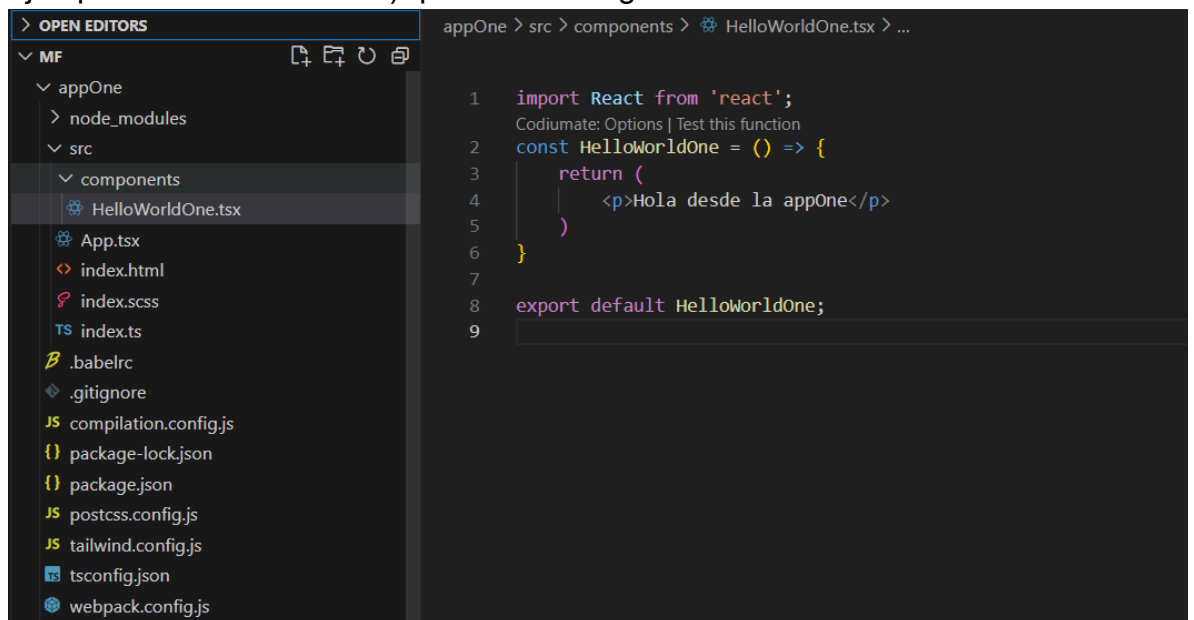 OPEN EDITORS
MF
appOne
node_modules
src
components
HelloWorldOne.tsx
App.tsx
index.html
index.scss
TS index.ts
.babelrc
.gitignore
JS compilation.config.js
{} package-lock.json
{} package.json
JS postcss.config.js
JS tailwind.config.js
TS tsconfig.json
webpack.config.js
appOne > src > components > HelloWorldOne.tsx > ...
1 import React from 'react';
Codiumate: Options | Test this function
2 const HelloWorldOne = () => {
3 return (
4 <p>Hola desde la appOne</p>
5 )
6 }
7
8 export default HelloWorldOne;
9